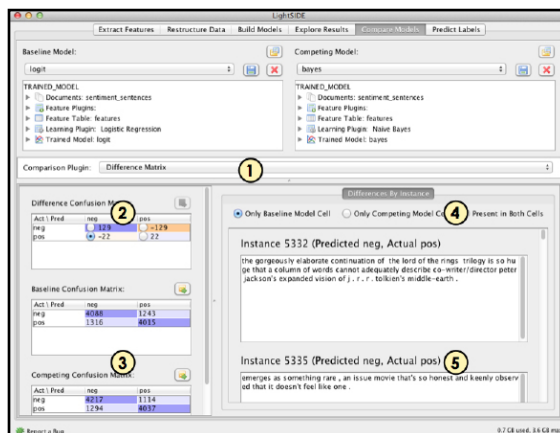 LightSIDE
Extract Features Restructure Data Build Models Explore Results Compare Models Predict Labels
Baseline Model:
logit
TRAINED_MODEL
Documents: sentiment_sentences
Feature Plugins:
Feature Table: features
Learning Plugin: Logistic Regression
Trained Model: logit
Competing Model:
bayes
TRAINED_MODEL
Documents: sentiment_sentences
Feature Plugins:
Feature Table: features
Learning Plugin: Naive Bayes
Trained Model: bayes
Comparison Plugin: Difference Matrix
1
Difference Confusion
2
Act \ Pred neg pos
neg 129 -129
pos -22 22
Baseline Confusion Matrix:
Act \ Pred neg pos
neg 4088 1243
pos 1316 4015
3
Competing Confusion Matrix:
Act \ Pred neg pos
neg 4217 1114
pos 1294 4037
Differences By Instance
Only Baseline Model Cell Only Competing Model 4 Present in Both Cells
Instance 5332 (Predicted neg, Actual pos)
the gorgeously elaborate continuation of the lord of the rings trilogy is so hu
ge that a column of words cannot adequately describe co-writer/director peter
jackson's expanded vision of j . r . r . tolkien's middle-earth .
Instance 5335 (Predicted neg, Actual pos) 5
emerges as something rare , an issue movie that's so honest and keenly observ
ed that it doesn't feel like one .
Report a Bug
0.7 GB used, 3.6 GB